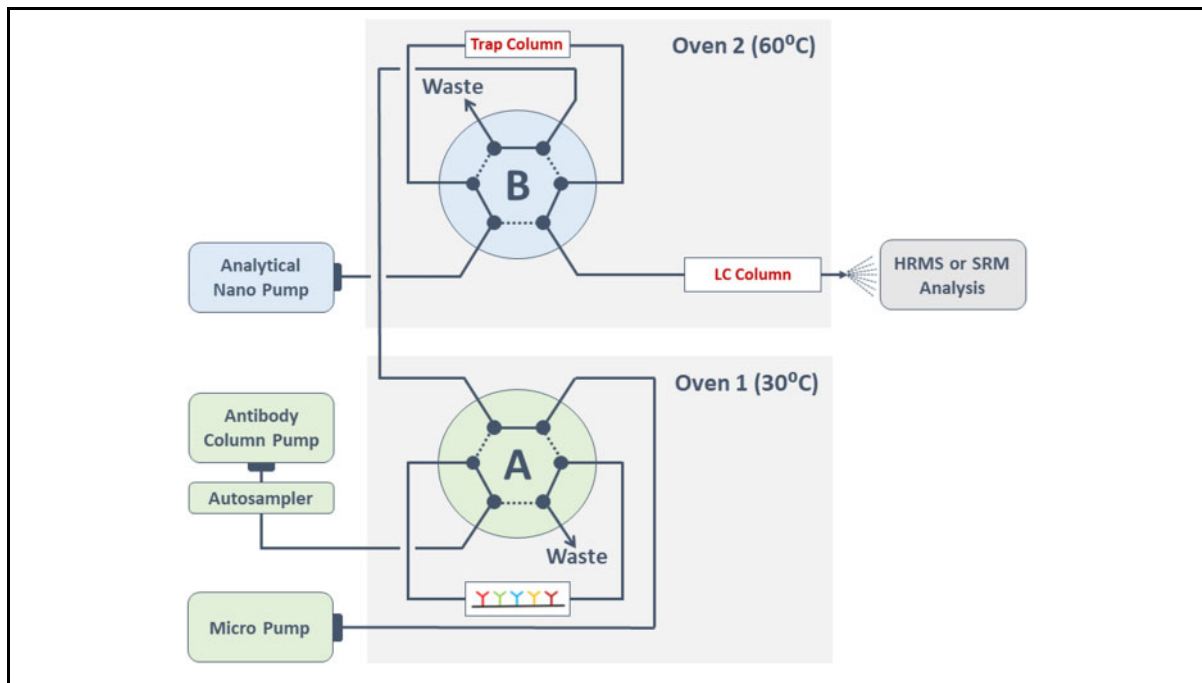 Trap Column
Oven 2 (60⁰C)
Waste
B
Analytical
Nano Pump
LC Column
HRMS or SRM
Analysis
Oven 1 (30⁰C)
Antibody
Column Pump
A
Autosampler
Waste
Micro Pump